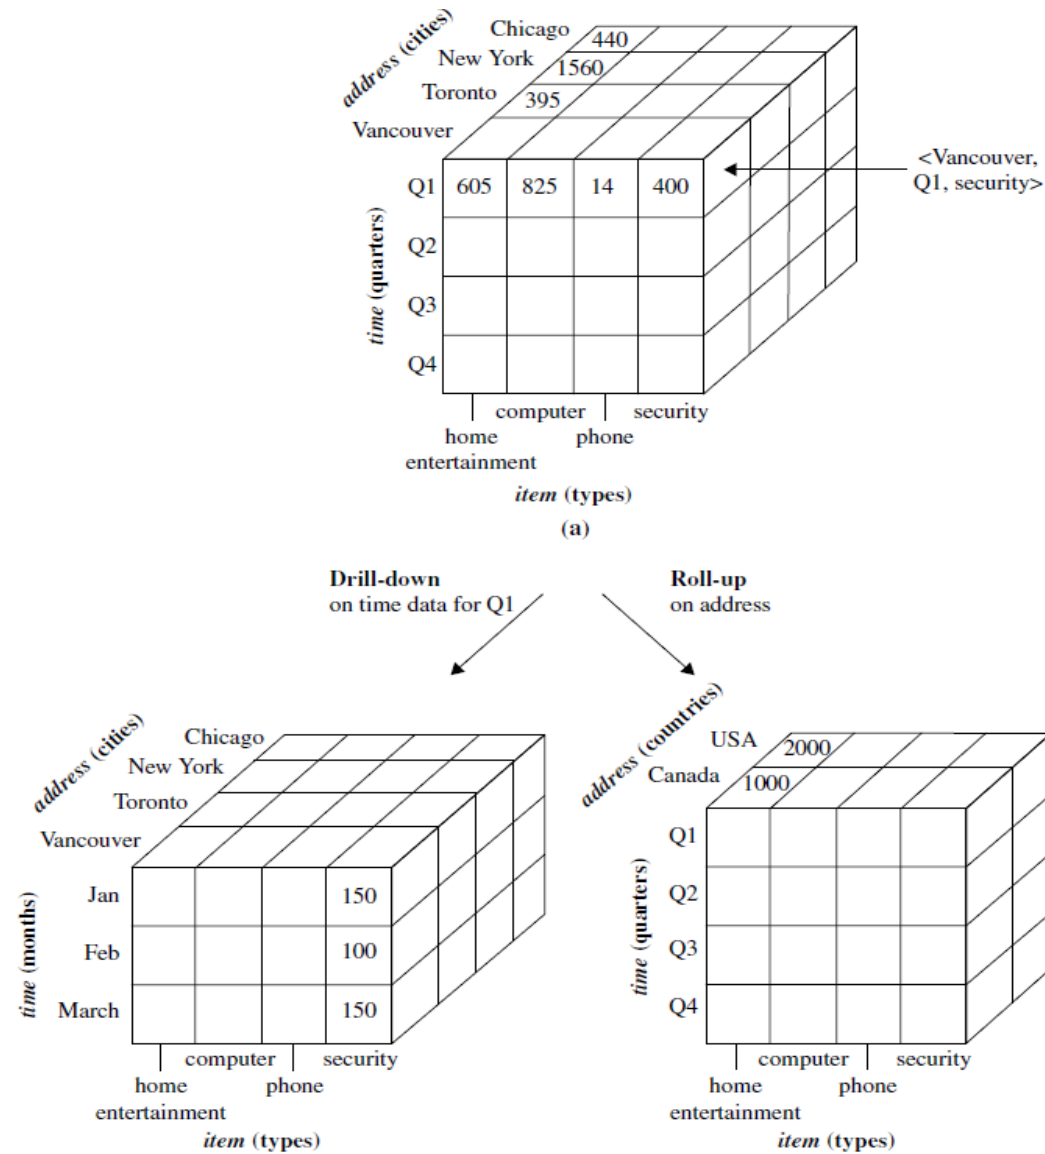 Chicago
440
New York
1560
Toronto
395
Vancouver
address (cities)
<Vancouver,
Q1, security>
Q1 605 825 14 400
Q2
Q3
Q4
time (quarters)
computer security
home phone
entertainment
item (types)
(a)
Drill-down
on time data for Q1
Roll-up
on address
address (cities)
Chicago
New York
Toronto
Vancouver
Jan 150
Feb 100
March 150
time (months)
computer security
home phone
entertainment
item (types)
address (countries)
USA 2000
Canada 1000
Q1
Q2
Q3
Q4
time (quarters)
computer security
home phone
entertainment
item (types)